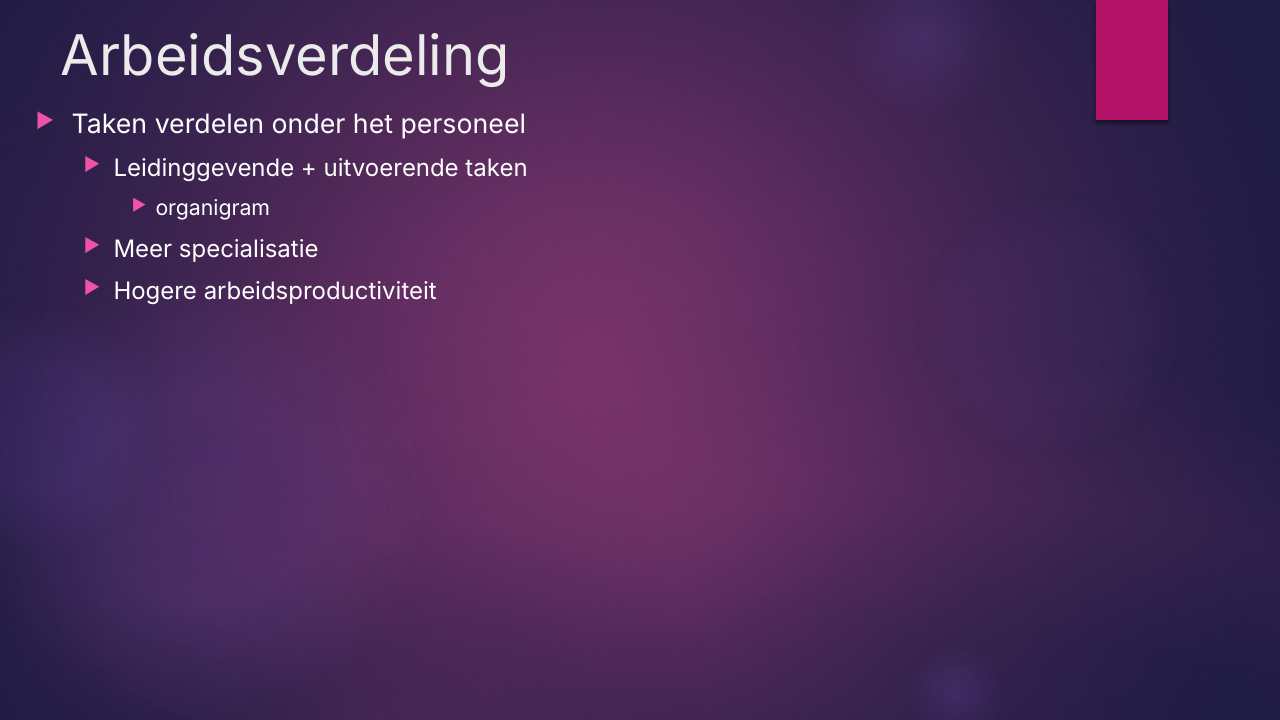 Arbeidsverdeling
Taken verdelen onder het personeel
Leidinggevende + uitvoerende taken
organigram
Meer specialisatie
Hogere arbeidsproductiviteit